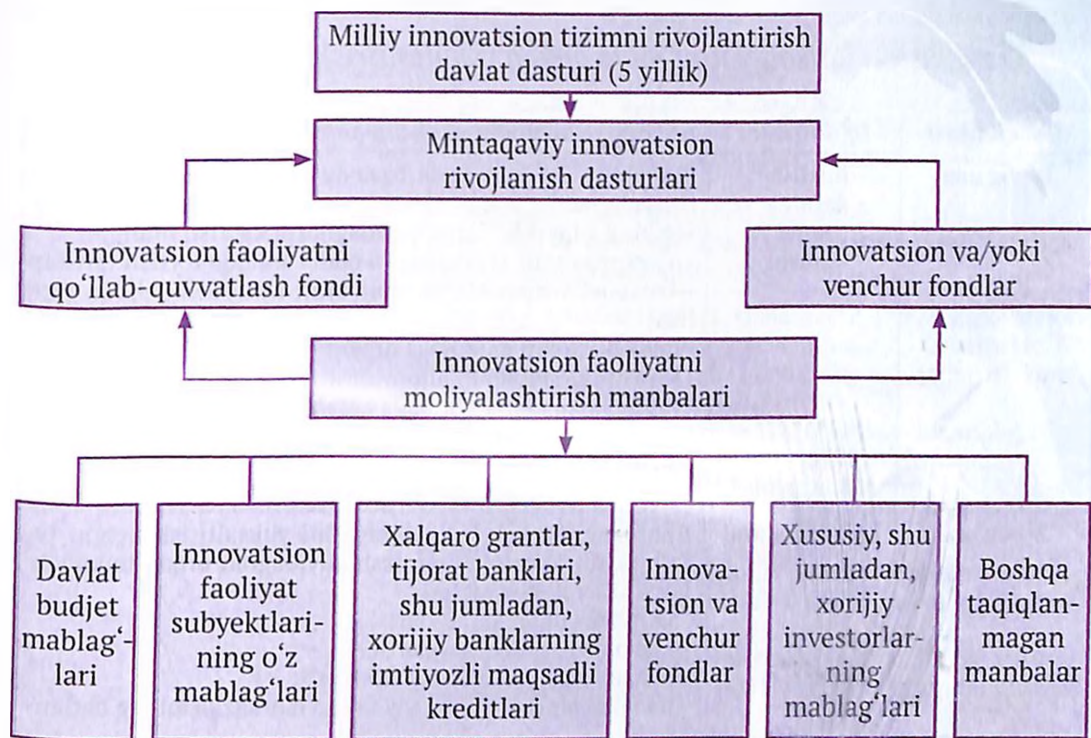 Milliy innovatsion tizimni rivojlantirish
davlat dasturi (5 yillik)
Mintaqaviy innovatsion
rivojlanish dasturlari
Innovatsion faoliyatni
qo‘llab-quvvatlash fondi
Innovatsion va/yoki
venchur fondlar
Innovatsion faoliyatni
moliyalashtirish manbalari
Davlat
budjet
mablag‘-
lari
Innovatsion
faoliyat
subyektlari-
ning o‘z
mablag‘lari
Xalqaro grantlar,
tijorat banklari,
shu jumladan,
xorijiy banklarning
imtiyozli maqsadli
kreditlari
Innova-
tsion va
venchur
fondlar
Xususiy, shu
jumladan,
xorijiy
investorlar-
ning
mablag‘lari
Boshqa
taqiqlan-
magan
manbalar